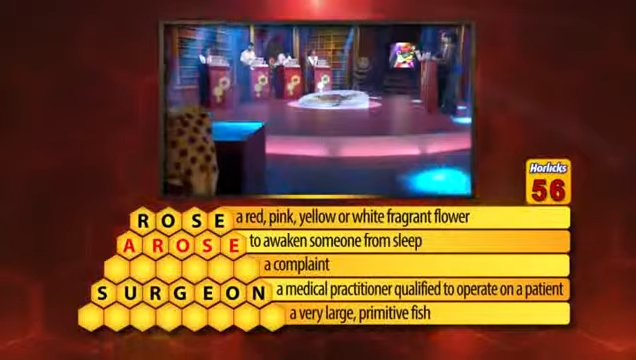 Horlicks
56
ROSE a red, pink, yellow or white fragrant flower
AROSE to awaken someone from sleep
a complaint
SURGEON a medical practitioner qualified to operate on a patient
a very large, primitive fish